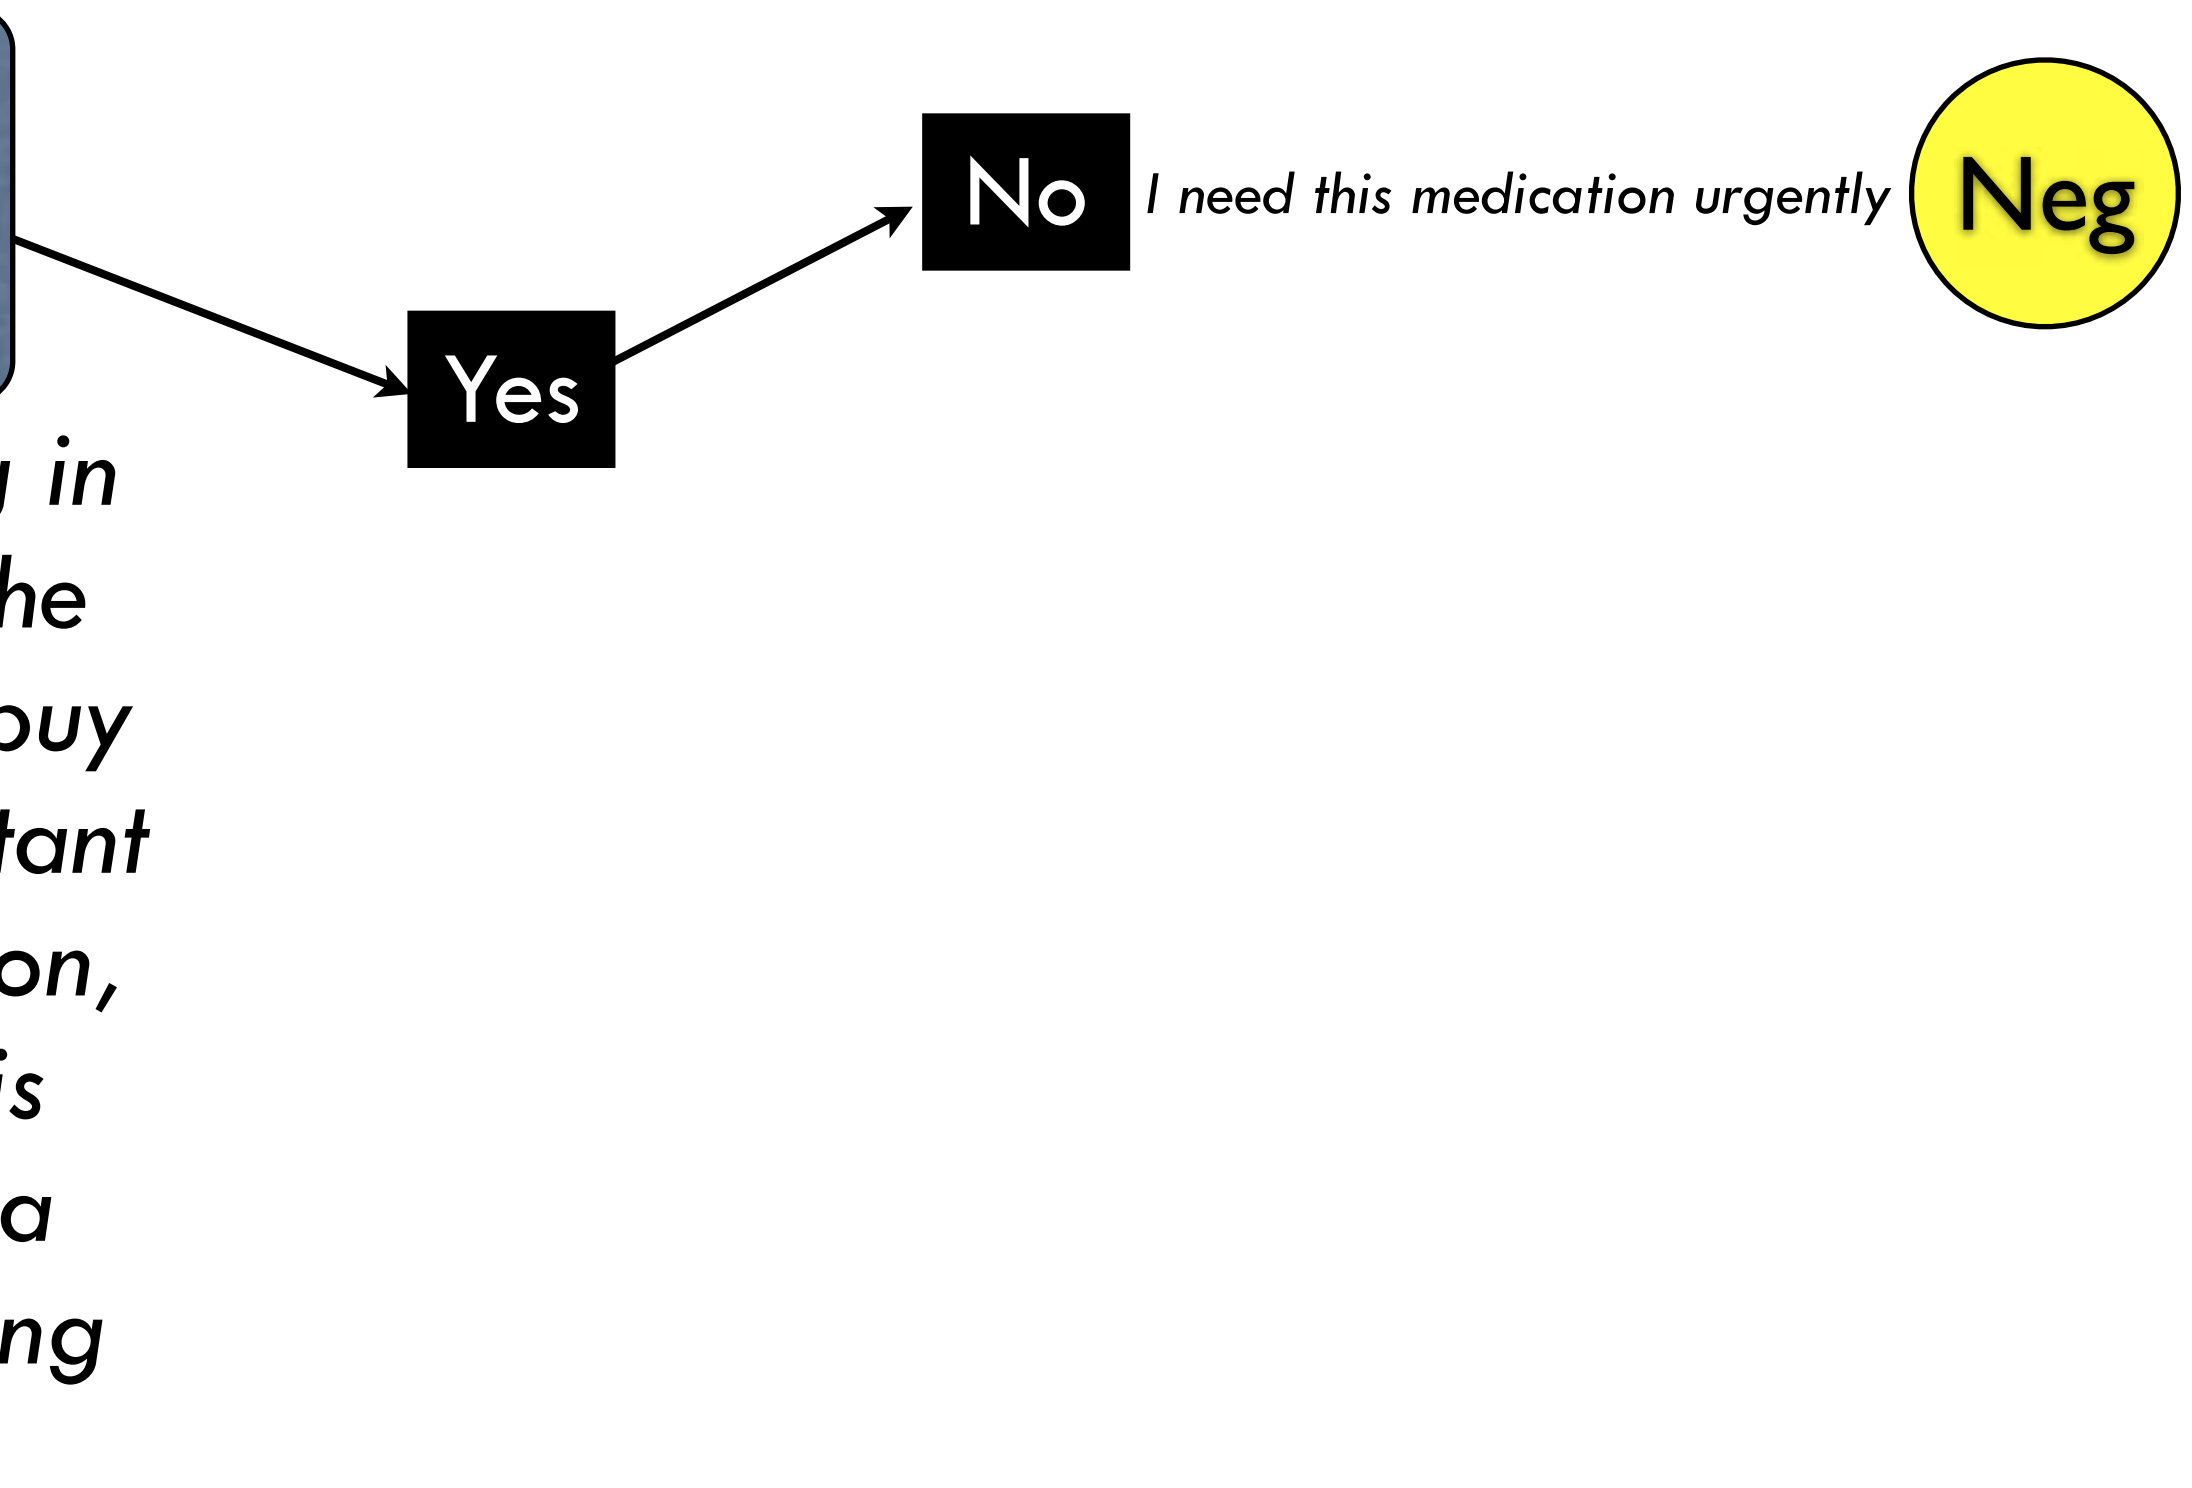 No
I need this medication urgently
Neg
Yes
in
he
buy
tant
on,
is
a
ng